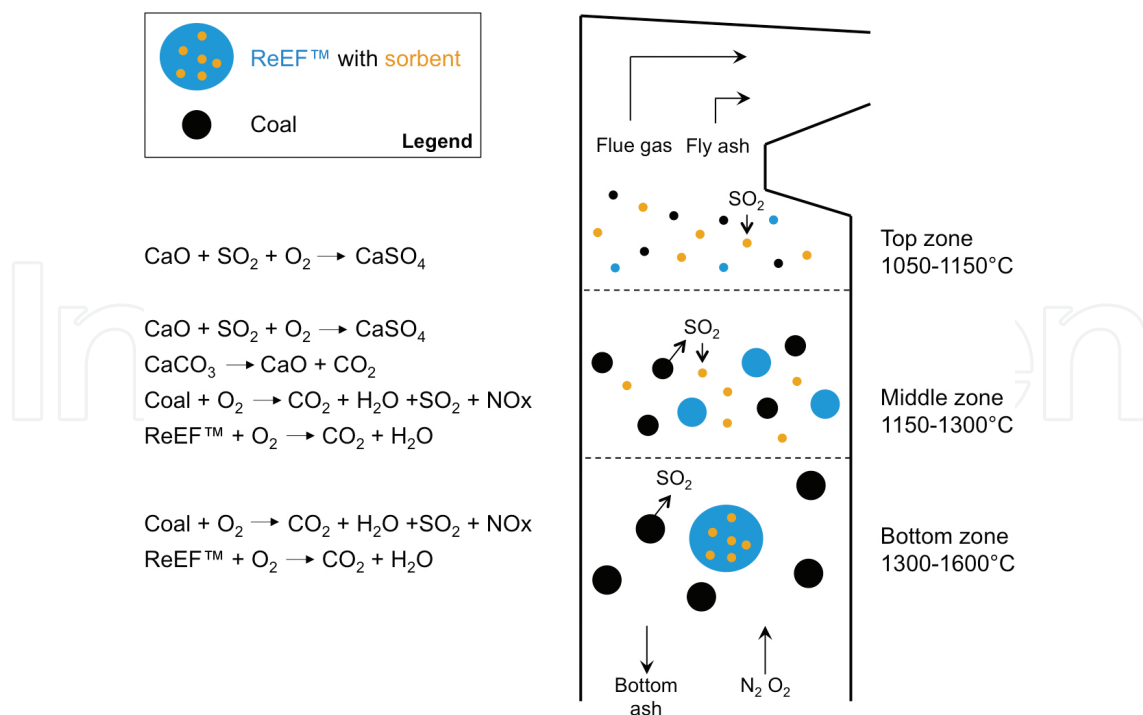 ReEF™ with sorbent
Coal
Legend
Flue gas
Fly ash
SO₂
Top zone
1050-1150°C
CaO + SO₂ + O₂ → CaSO₄
CaO + SO₂ + O₂ → CaSO₄
CaCO₃ → CaO + CO₂
Coal + O₂ → CO₂ + H₂O +SO₂ + NOx
ReEF™ + O₂ → CO₂ + H₂O
SO₂
Middle zone
1150-1300°C
Coal + O₂ → CO₂ + H₂O +SO₂ + NOx
ReEF™ + O₂ → CO₂ + H₂O
SO₂
Bottom zone
1300-1600°C
Bottom
ash
N₂ O₂